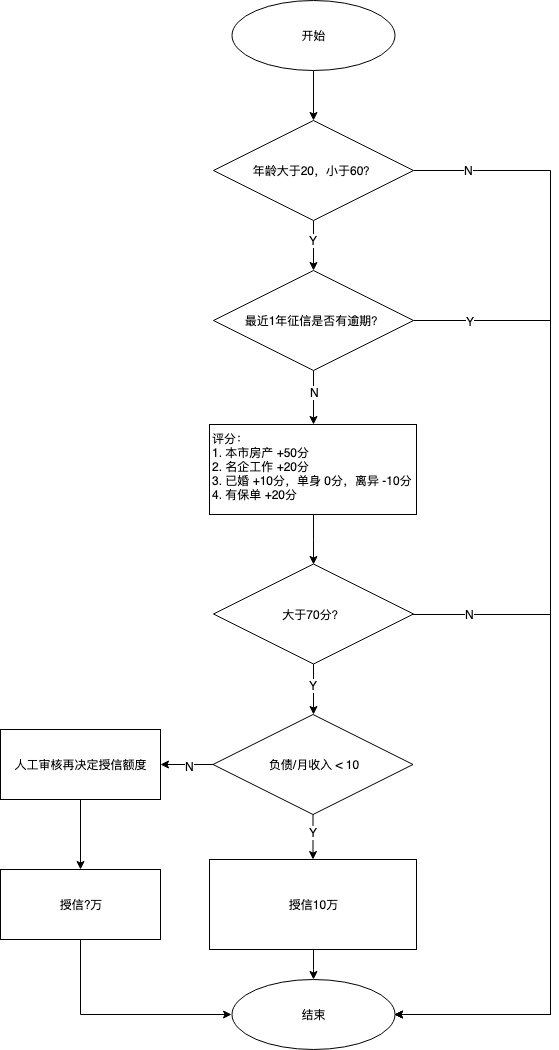 开始
年龄大于20，小于60?
N
Y
最近1年征信是否有逾期?
Y
N
评分：
1. 本市房产 +50分
2. 名企工作 +20分
3. 已婚 +10分，单身 0分，离异 -10分
4. 有保单 +20分
大于70分?
N
Y
人工审核再决定授信额度
N
负债/月收入 < 10
Y
授信?万
授信10万
结束